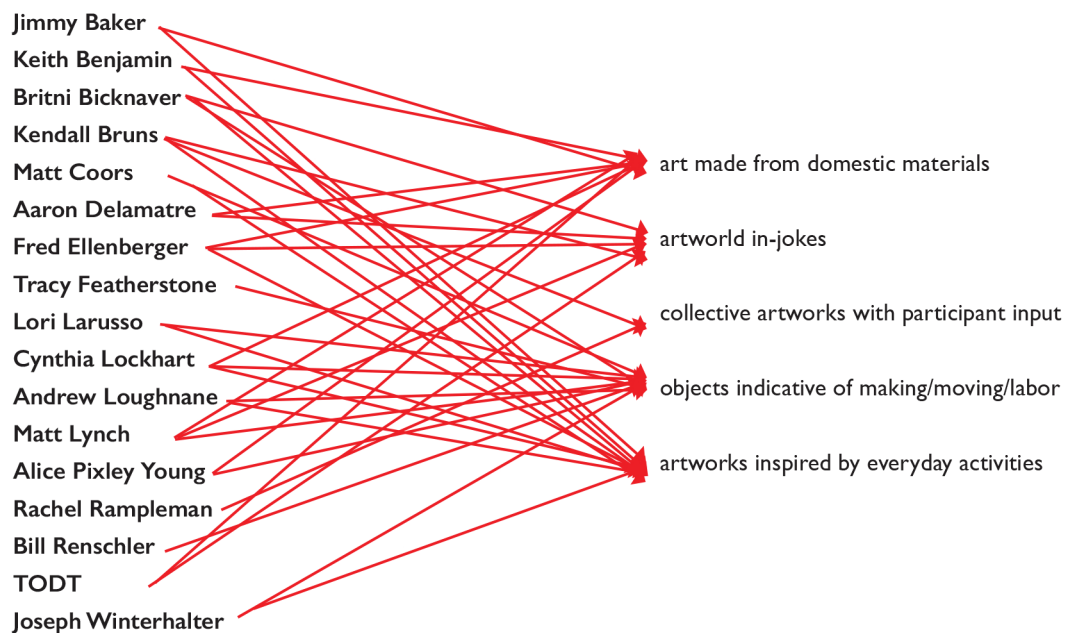 Jimmy Baker
Keith Benjamin
Britni Bicknaver
Kendall Bruns
Matt Coors
Aaron Delamatre
Fred Ellenberger
Tracy Featherstone
Lori Larusso
Cynthia Lockhart
Andrew Loughnane
Matt Lynch
Alice Pixley Young
Rachel Rampleman
Bill Renschler
TODT
Joseph Winterhalter
art made from domestic materials
artworld in-jokes
collective artworks with participant input
objects indicative of making/moving/labor
artworks inspired by everyday activities